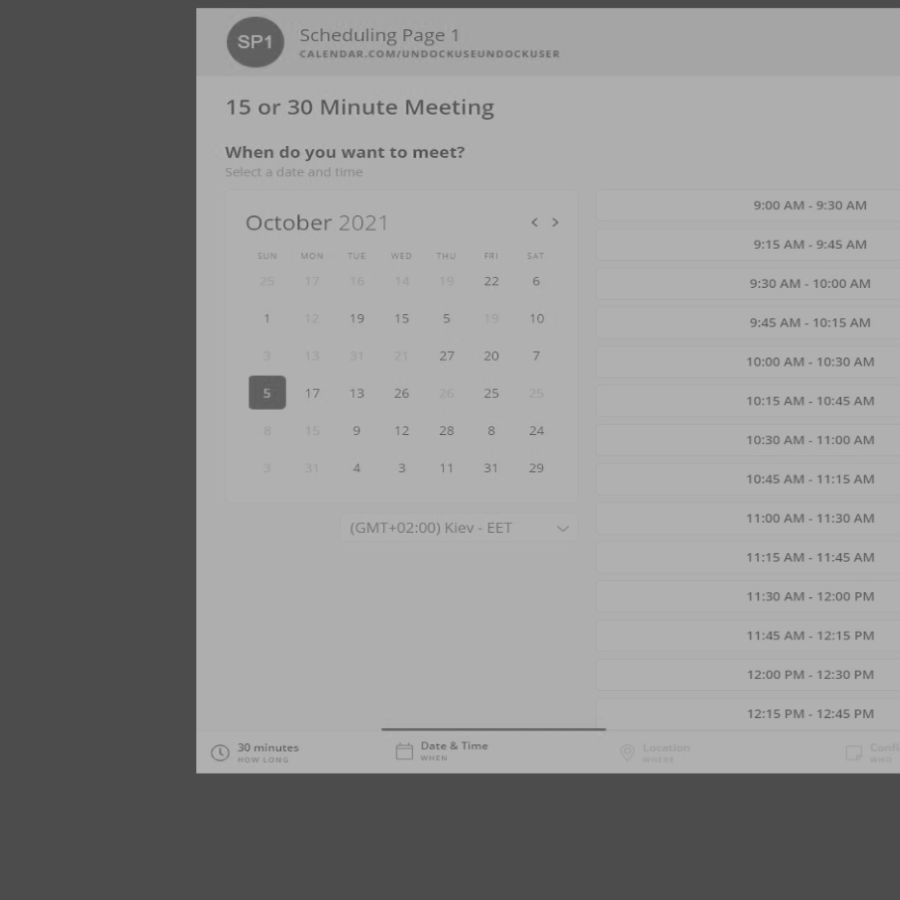 SP1
Scheduling Page 1
CALENDAR.COM/UNDOCKUSEUNDOCKUSER
15 or 30 Minute Meeting
When do you want to meet?
Select a date and time
October 2021
< >
SUN MON TUE WED THU FRI SAT
25 17 16 14 19 22 6
1 12 19 15 5 19 10
3 13 31 21 27 20 7
5 17 13 26 26 25 25
8 15 9 12 28 8 24
3 31 4 3 11 31 29
(GMT+02:00) Kiev - EET
9:00 AM - 9:30 AM
9:15 AM - 9:45 AM
9:30 AM - 10:00 AM
9:45 AM - 10:15 AM
10:00 AM - 10:30 AM
10:15 AM - 10:45 AM
10:30 AM - 11:00 AM
10:45 AM - 11:15 AM
11:00 AM - 11:30 AM
11:15 AM - 11:45 AM
11:30 AM - 12:00 PM
11:45 AM - 12:15 PM
12:00 PM - 12:30 PM
12:15 PM - 12:45 PM
30 minutes
HOW LONG
Date & Time
WHEN
Location
WHERE
Confi
WHO